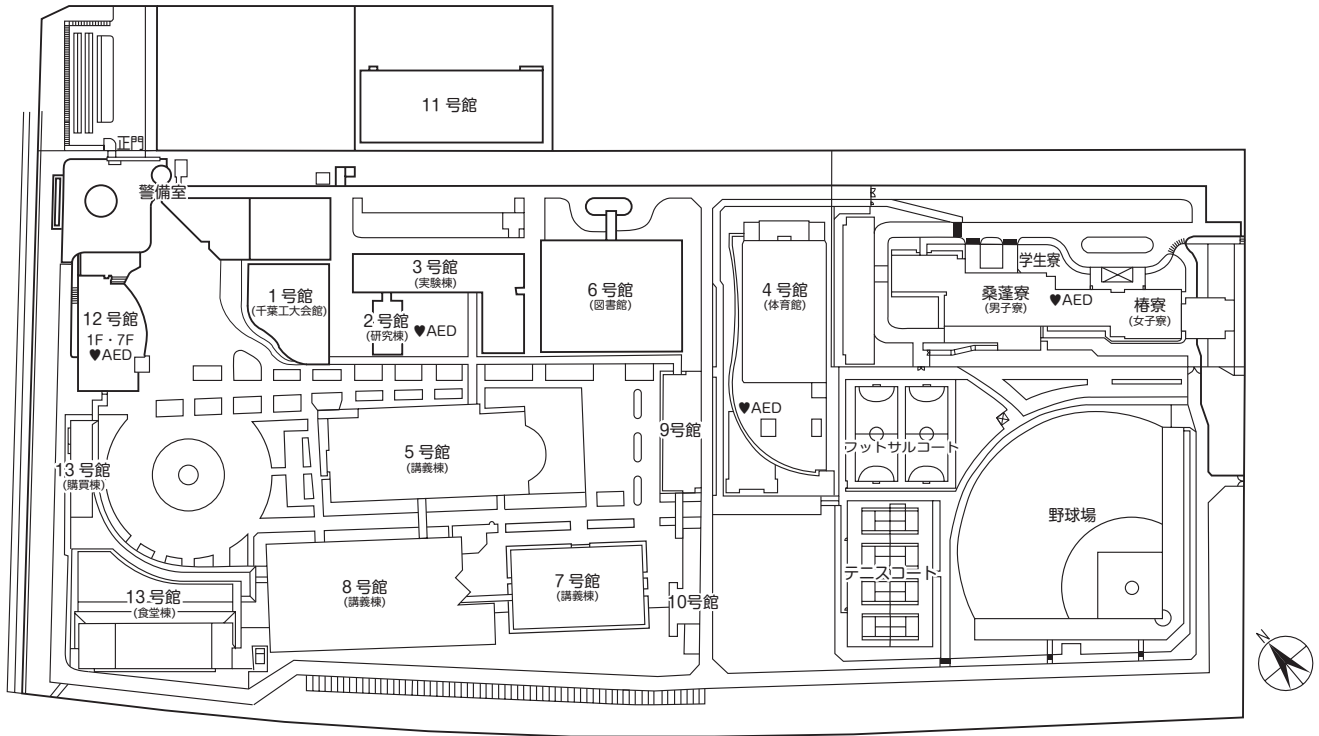 11 号館
正門
警備室
1 号館
(千葉工大会館)
3 号館
(実験棟)
2 号館
(研究棟)
♥AED
6 号館
(図書館)
4 号館
(体育館)
学生寮
桑蓬寮
(男子寮)
♥AED
椿寮
(女子寮)
12 号館
1F・7F
♥AED
♥AED
5 号館
(講義棟)
9号館
フットサルコート
13 号館
(購買棟)
野球場
テニスコート
8 号館
(講義棟)
7 号館
(講義棟)
10号館
13 号館
(食堂棟)
N